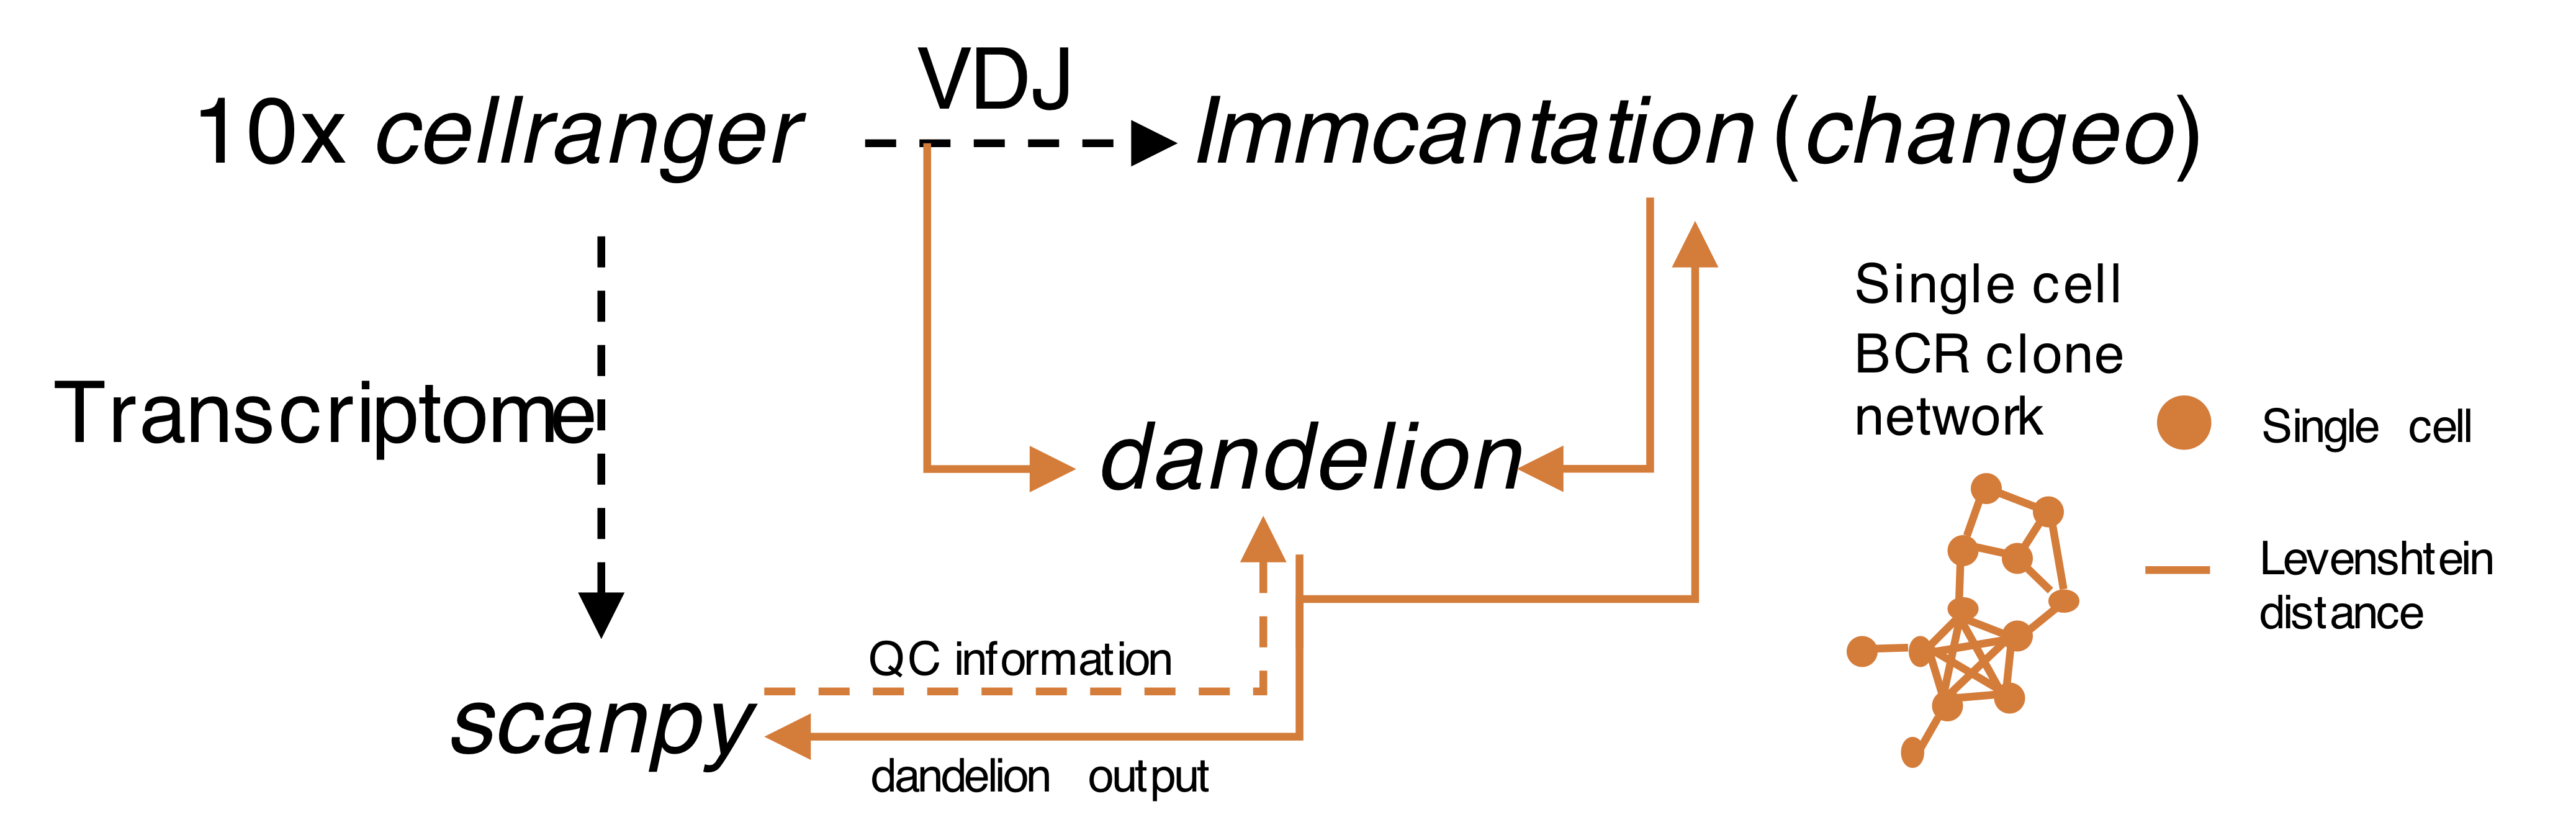 VDJ
10x cellranger
Immcantation (changeo)
Single cell
BCR clone
network
Transcriptome
Single cell
dandelion
Levenshtein
distance
QC information
scanpy
dandelion output